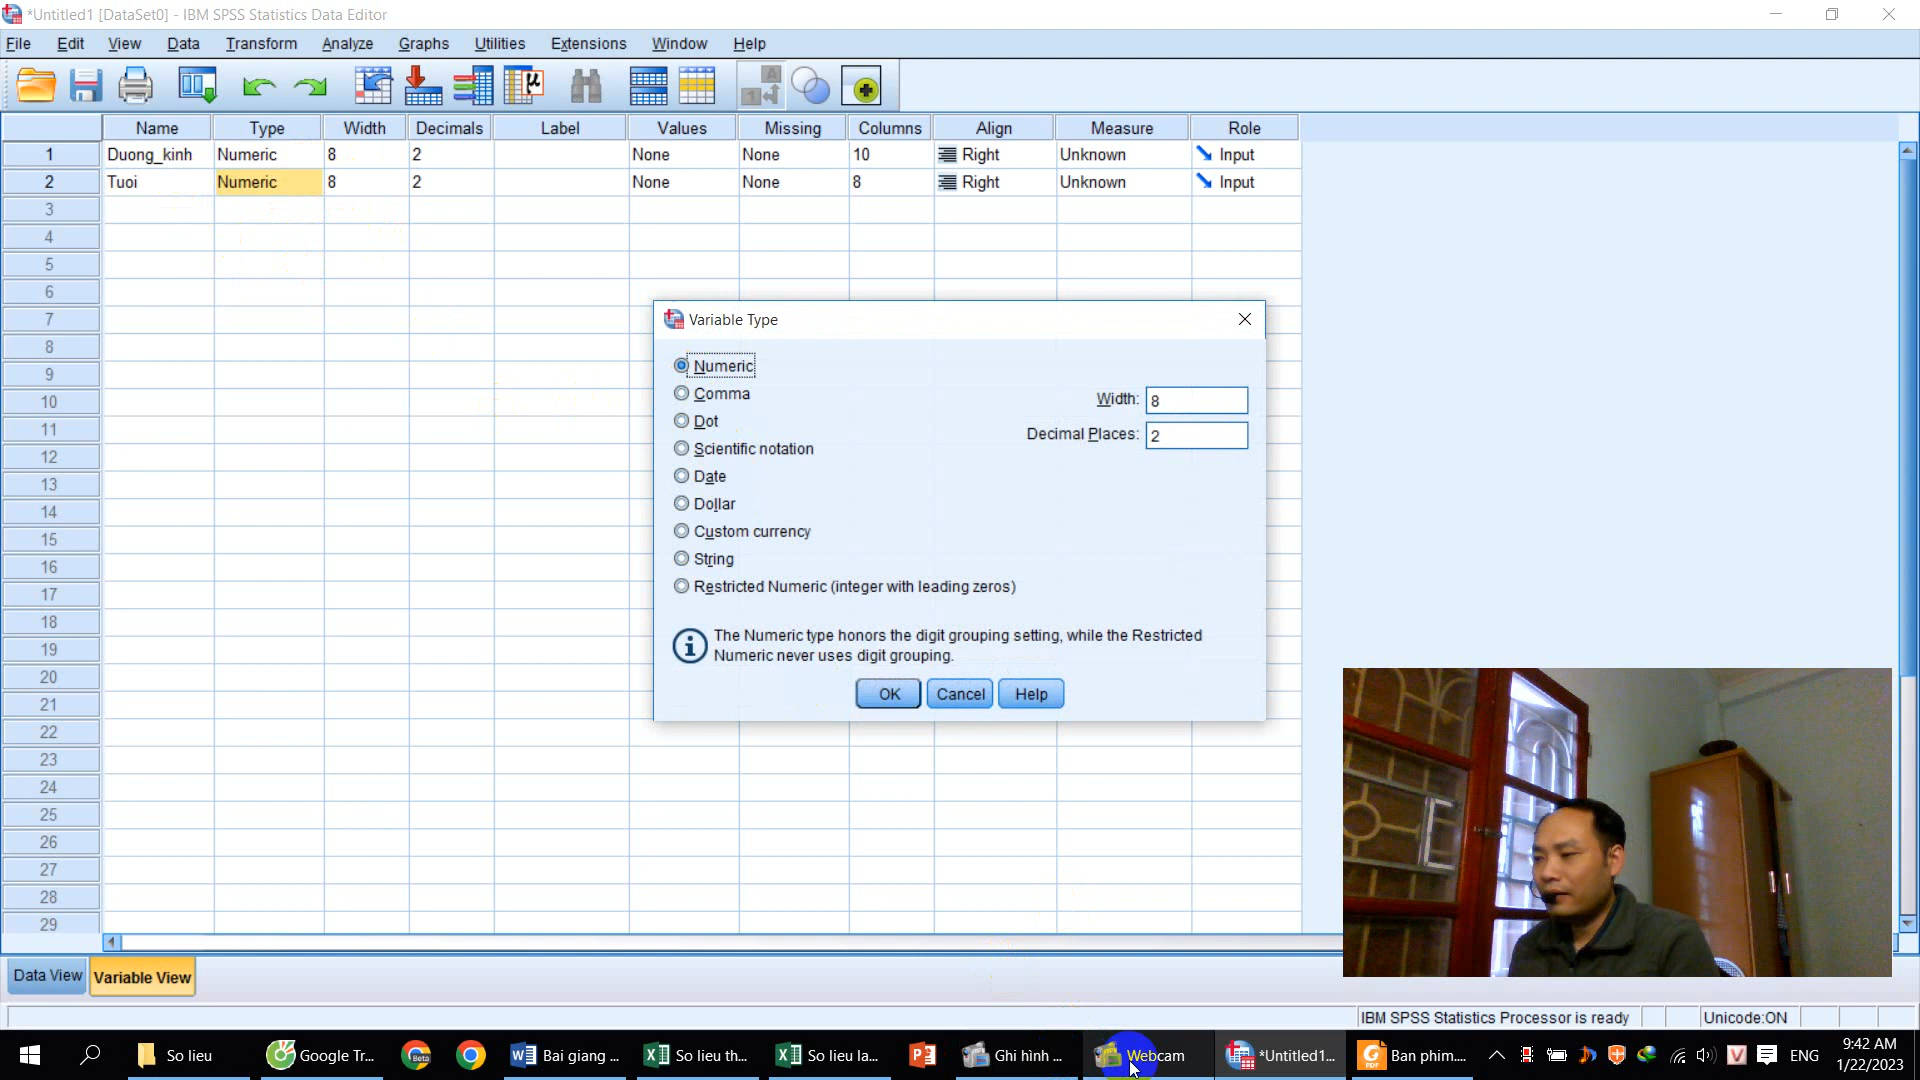 *Untitled1 [DataSet0] - IBM SPSS Statistics Data Editor
File Edit View Data Transform Analyze Graphs Utilities Extensions Window Help
Name Type Width Decimals Label Values Missing Columns Align Measure Role
1 Duong_kinh Numeric 8 2 None None 10 Right Unknown Input
2 Tuoi Numeric 8 2 None None 8 Right Unknown Input
3
4
5
6
7
8
9
10
11
12
13
14
15
16
17
18
19
20
21
22
23
24
25
26
27
28
29
Variable Type
Numeric
Comma
Dot
Scientific notation
Date
Dollar
Custom currency
String
Restricted Numeric (integer with leading zeros)
Width: 8
Decimal Places: 2
The Numeric type honors the digit grouping setting, while the Restricted
Numeric never uses digit grouping.
OK Cancel Help
Data View Variable View
IBM SPSS Statistics Processor is ready Unicode:ON
So lieu Google Tr... Beta Bai giang ... So lieu th... So lieu la... Ghi hình ... Webcam *Untitled1... Ban phim.... ENG 9:42 AM
1/22/2023